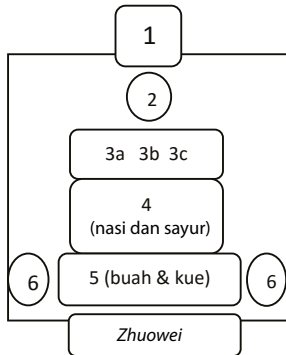 1
2
3a 3b 3c
4
(nasi dan sayur)
6 5 (buah & kue) 6
Zhuowei